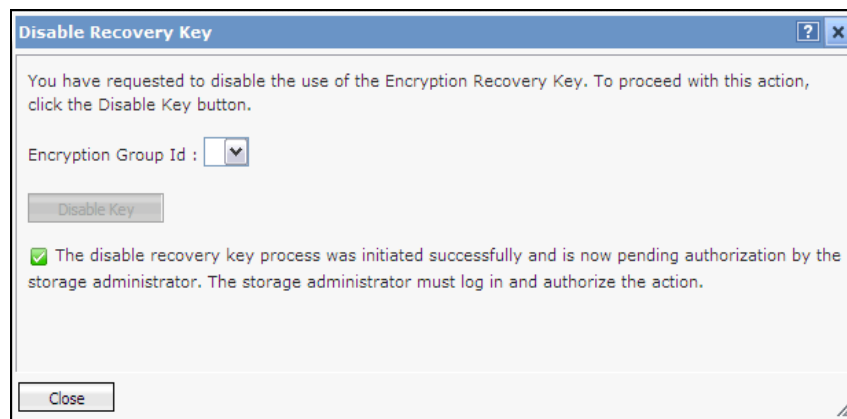 Disable Recovery Key
You have requested to disable the use of the Encryption Recovery Key. To proceed with this action,
click the Disable Key button.
Encryption Group Id :
Disable Key
The disable recovery key process was initiated successfully and is now pending authorization by the
storage administrator. The storage administrator must log in and authorize the action.
Close